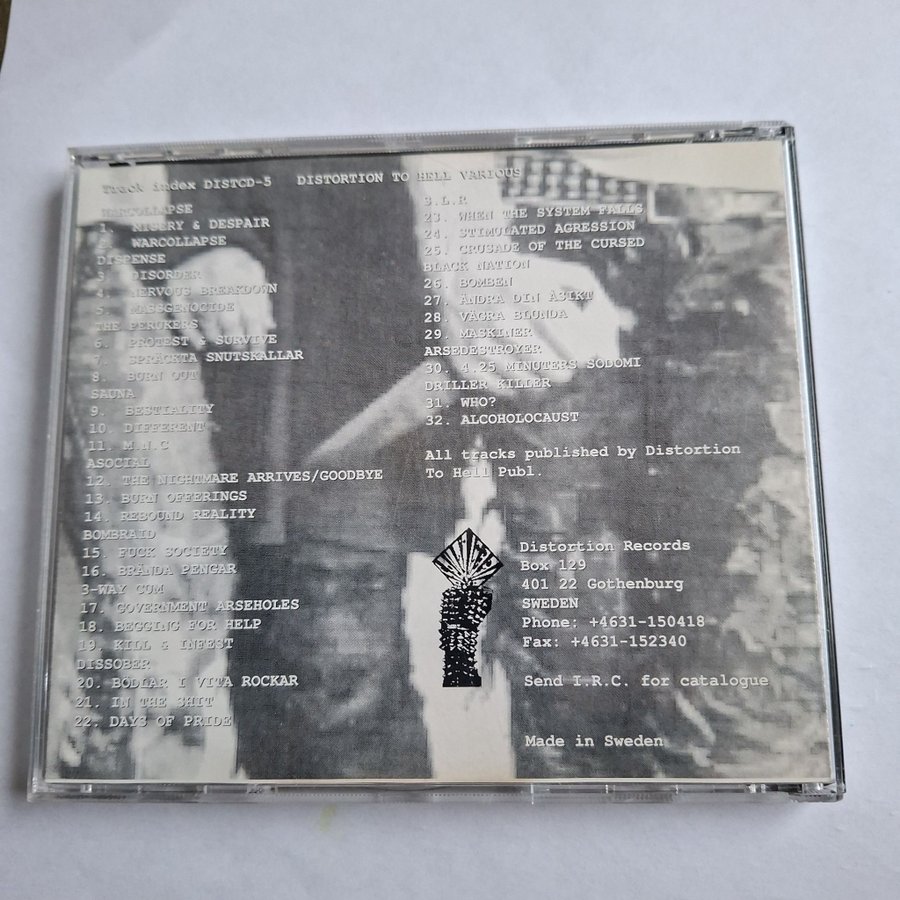 Track index DISTCD-5 DISTORTION TO HELL VARIOUS
WARCOLLAPSE
1. MISERY & DESPAIR
2. WARCOLLAPSE
DISPENSE
3. DISORDER
4. NERVOUS BREAKDOWN
5. MASSGENOCIDE
THE PERUKERS
6. PROTEST & SURVIVE
7. SPRÄCKTA SNUTSKALLAR
8. BURN OUT
SAUNA
9. BESTIALITY
10. DIFFERENT
11. M.N.C
ASOCIAL
12. THE NIGHTMARE ARRIVES/GOODBYE
13. BURN OFFERINGS
14. REBOUND REALITY
BOMBRAID
15. FUCK SOCIETY
16. BRÄNDA PENGAR
3-WAY CUM
17. GOVERNMENT ARSEHOLES
18. BEGGING FOR HELP
19. KILL & INFEST
DISSOBER
20. BÖDLAR I VITA ROCKAR
21. IN THE SHIT
22. DAYS OF PRIDE
3.L.R
23. WHEN THE SYSTEM FALLS
24. STIMULATED AGRESSION
25. CRUSADE OF THE CURSED
BLACK NATION
26. BOMBEN
27. ÄNDRA DIN ÅSIKT
28. VÄGRA BLUNDA
29. MASKINER
ARSEDESTROYER
30. 4.25 MINUTERS SODOMI
DRILLER KILLER
31. WHO?
32. ALCOHOLOCAUST
All tracks published by Distortion
To Hell Publ.
Distortion Records
Box 129
401 22 Gothenburg
SWEDEN
Phone: +4631-150418
Fax: +4631-152340
Send I.R.C. for catalogue
Made in Sweden